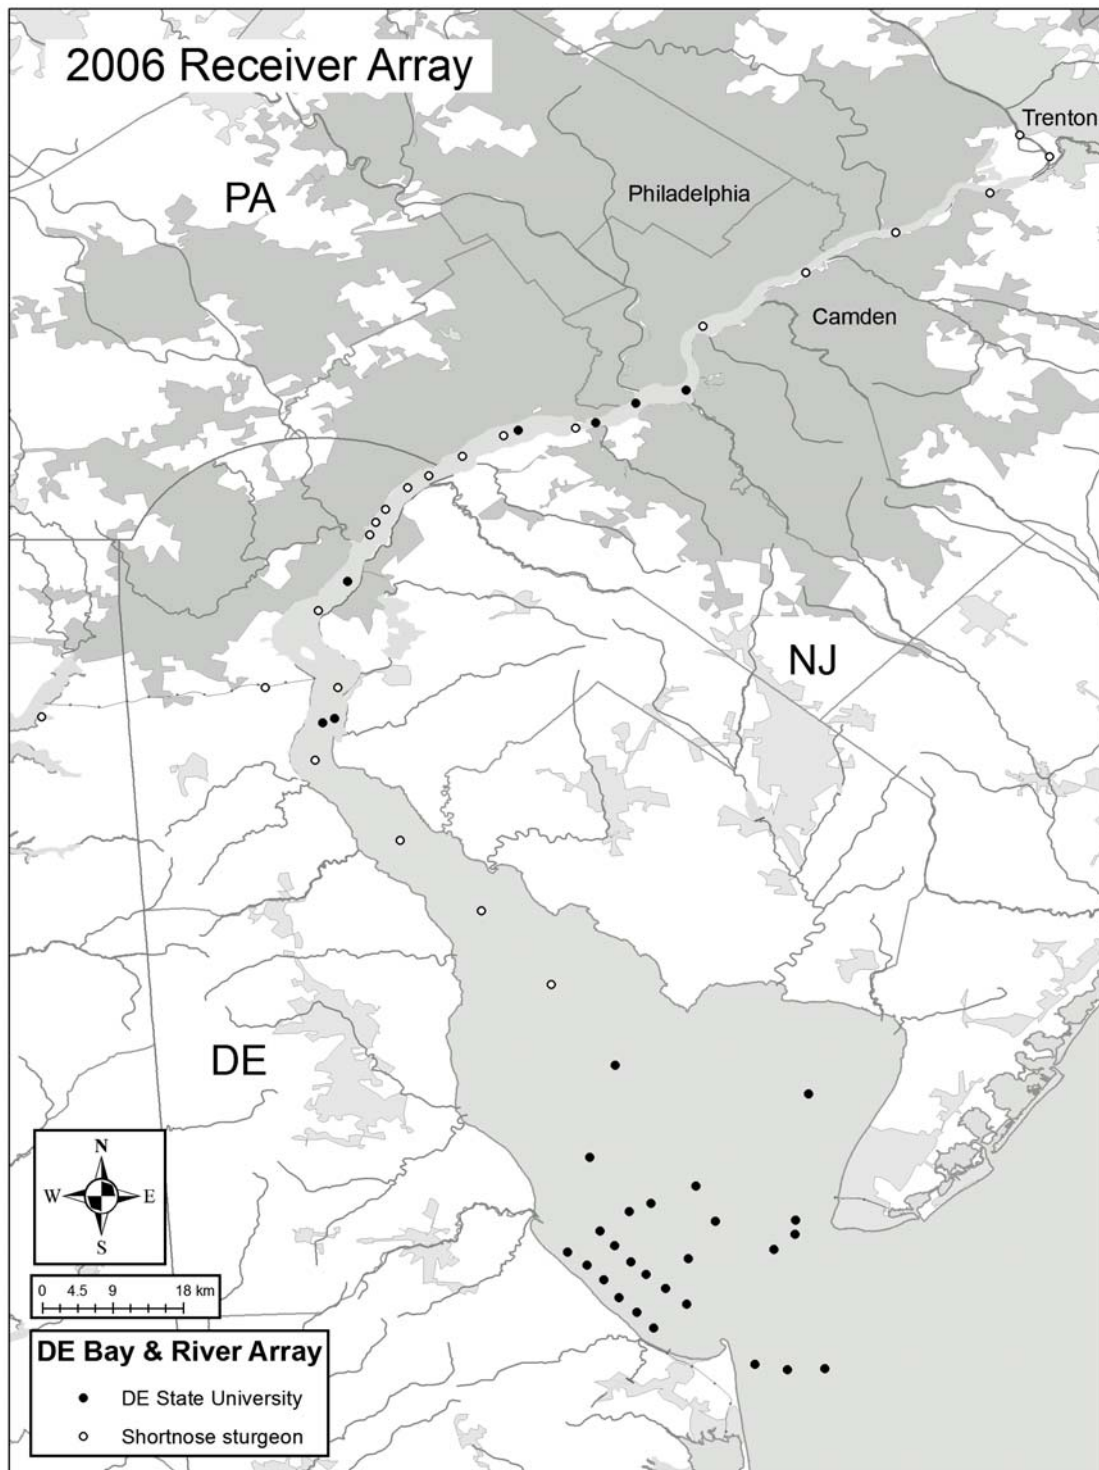 2006 Receiver Array
Trenton
PA
Philadelphia
Camden
NJ
DE
N
W E
S
0 4.5 9 18 km
DE Bay & River Array
DE State University
Shortnose sturgeon